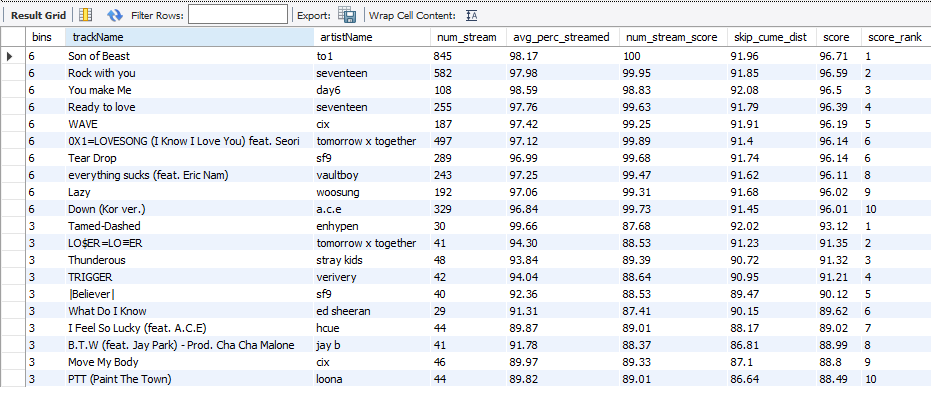 Result Grid Filter Rows: Export: Wrap Cell Content:
bins trackName artistName num_stream avg_perc_streamed num_stream_score skip_cume_dist score score_rank
6 Son of Beast to1 845 98.17 100 91.96 96.71 1
6 Rock with you seventeen 582 97.98 99.95 91.85 96.59 2
6 You make Me day6 108 98.59 98.83 92.08 96.5 3
6 Ready to love seventeen 255 97.76 99.63 91.79 96.39 4
6 WAVE cix 187 97.42 99.25 91.91 96.19 5
6 0X1=LOVESONG (I Know I Love You) feat. Seori tomorrow x together 497 97.12 99.89 91.4 96.14 6
6 Tear Drop sf9 289 96.99 99.68 91.74 96.14 6
6 everything sucks (feat. Eric Nam) vaultboy 243 97.25 99.47 91.62 96.11 8
6 Lazy woosung 192 97.06 99.31 91.68 96.02 9
6 Down (Kor ver.) a.c.e 329 96.84 99.73 91.45 96.01 10
3 Tamed-Dashed enhypen 30 99.66 87.68 92.02 93.12 1
3 LO$ER=LO≡ER tomorrow x together 41 94.30 88.53 91.23 91.35 2
3 Thunderous stray kids 48 93.84 89.39 90.72 91.32 3
3 TRIGGER verivery 42 94.04 88.64 90.95 91.21 4
3 |Believer| sf9 40 92.36 88.53 89.47 90.12 5
3 What Do I Know ed sheeran 29 91.31 87.41 90.15 89.62 6
3 I Feel So Lucky (feat. A.C.E) hcue 44 89.87 89.01 88.17 89.02 7
3 B.T.W (feat. Jay Park) - Prod. Cha Cha Malone jay b 41 91.78 88.37 86.81 88.99 8
3 Move My Body cix 46 89.97 89.33 87.1 88.8 9
3 PTT (Paint The Town) loona 44 89.82 89.01 86.64 88.49 10